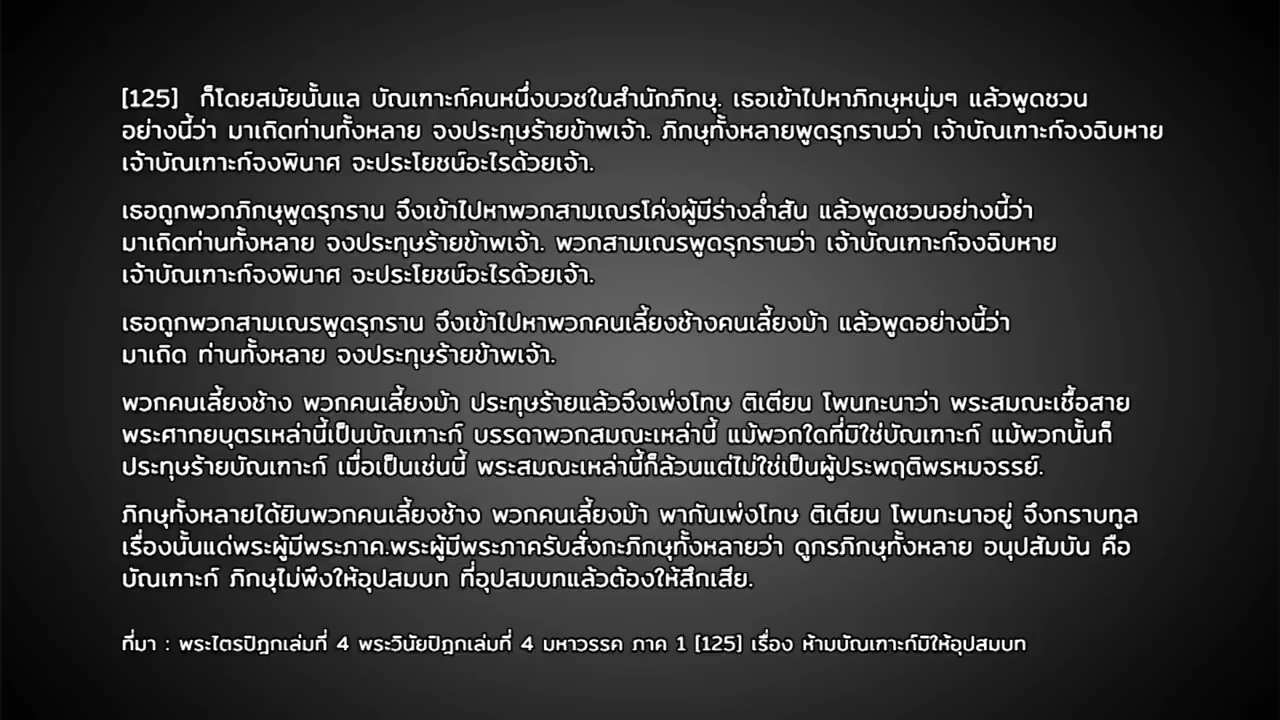 [125] ก็โดยสมัยนั้นแล บัณเฑาะก์คนหนึ่งบวชในสำนักภิกษุ. เธอเข้าไปหาภิกษุหนุ่มๆ แล้วพูดชวน
อย่างนี้ว่า มาเถิดท่านทั้งหลาย จงประทุษร้ายข้าพเจ้า. ภิกษุทั้งหลายพูดรุกรานว่า เจ้าบัณเฑาะก์จงฉิบหาย
เจ้าบัณเฑาะก์จงพินาศ จะประโยชน์อะไรด้วยเจ้า.
เธอถูกพวกภิกษุพูดรุกราน จึงเข้าไปหาพวกสามเณรโค่งผู้มีร่างล่ำสัน แล้วพูดชวนอย่างนี้ว่า
มาเถิดท่านทั้งหลาย จงประทุษร้ายข้าพเจ้า. พวกสามเณรพูดรุกรานว่า เจ้าบัณเฑาะก์จงฉิบหาย
เจ้าบัณเฑาะก์จงพินาศ จะประโยชน์อะไรด้วยเจ้า.
เธอถูกพวกสามเณรพูดรุกราน จึงเข้าไปหาพวกคนเลี้ยงช้างคนเลี้ยงม้า แล้วพูดอย่างนี้ว่า
มาเถิด ท่านทั้งหลาย จงประทุษร้ายข้าพเจ้า.
พวกคนเลี้ยงช้าง พวกคนเลี้ยงม้า ประทุษร้ายแล้วจึงเพ่งโทษ ติเตียน โพนทะนาว่า พระสมณะเชื้อสาย
พระศากยบุตรเหล่านี้เป็นบัณเฑาะก์ บรรดาพวกสมณะเหล่านี้ แม้พวกใดที่มิใช่บัณเฑาะก์ แม้พวกนั้นก็
ประทุษร้ายบัณเฑาะก์ เมื่อเป็นเช่นนี้ พระสมณะเหล่านี้ก็ล้วนแต่ไม่ใช่เป็นผู้ประพฤติพรหมจรรย์.
ภิกษุทั้งหลายได้ยินพวกคนเลี้ยงช้าง พวกคนเลี้ยงม้า พากันเพ่งโทษ ติเตียน โพนทะนาอยู่ จึงกราบทูล
เรื่องนั้นแด่พระผู้มีพระภาค.พระผู้มีพระภาครับสั่งกะภิกษุทั้งหลายว่า ดูกรภิกษุทั้งหลาย อนุปสัมบัน คือ
บัณเฑาะก์ ภิกษุไม่พึงให้อุปสมบท ที่อุปสมบทแล้วต้องให้สึกเสีย.
ที่มา : พระไตรปิฎกเล่มที่ 4 พระวินัยปิฎกเล่มที่ 4 มหาวรรค ภาค 1 [125] เรื่อง ห้ามบัณเฑาะก์มิให้อุปสมบท